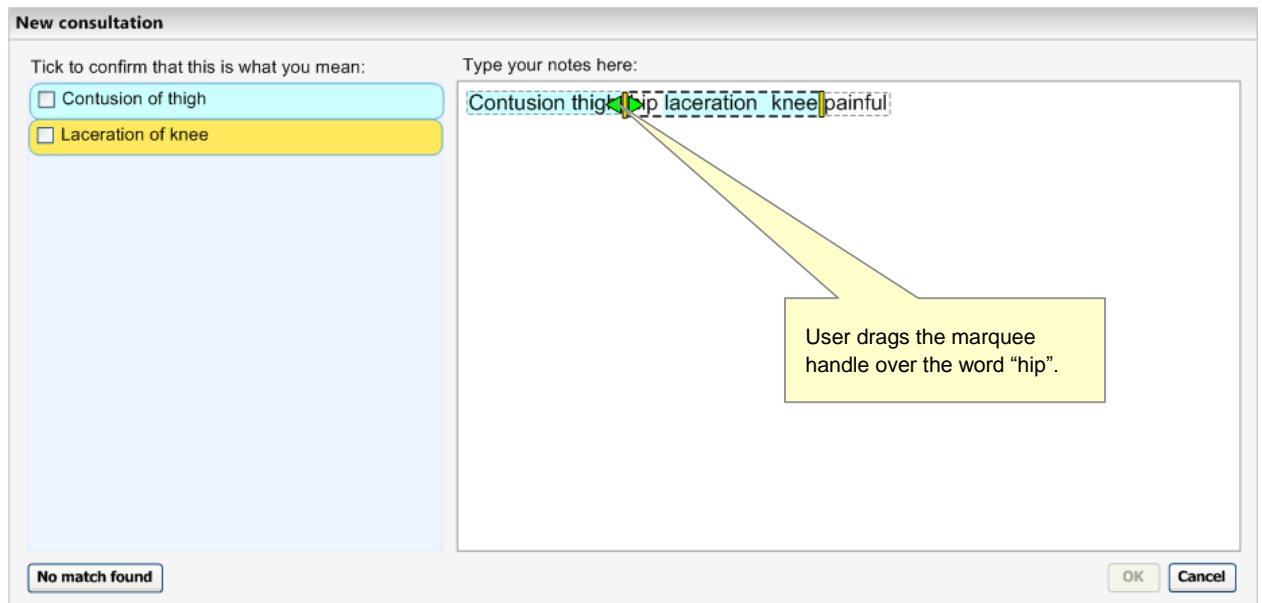 New consultation
Tick to confirm that this is what you mean:
Type your notes here:
Contusion of thigh
Laceration of knee
Contusion thigh hip laceration knee painful
User drags the marquee
handle over the word “hip”.
No match found
OK
Cancel